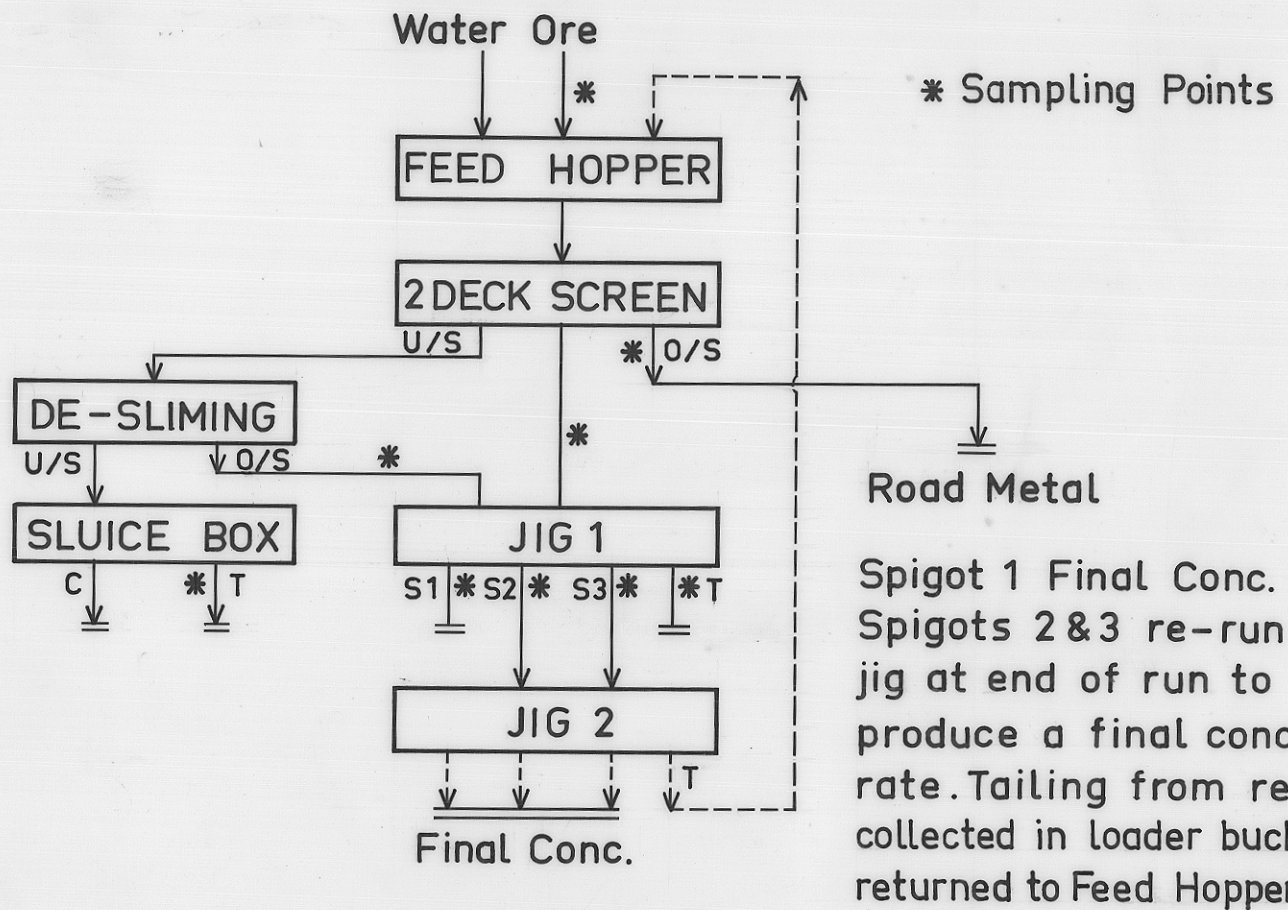 Water Ore
*
* Sampling Points
FEED HOPPER
2 DECK SCREEN
U/S
* O/S
DE-SLIMING
*
U/S
O/S
*
Road Metal
SLUICE BOX
JIG 1
C
* T
S1 * S2 * S3 * * T
Spigot 1 Final Conc.
Spigots 2 & 3 re-run
jig at end of run to
produce a final conc
rate. Tailing from re
collected in loader buc
returned to Feed Hopper
JIG 2
T
Final Conc.